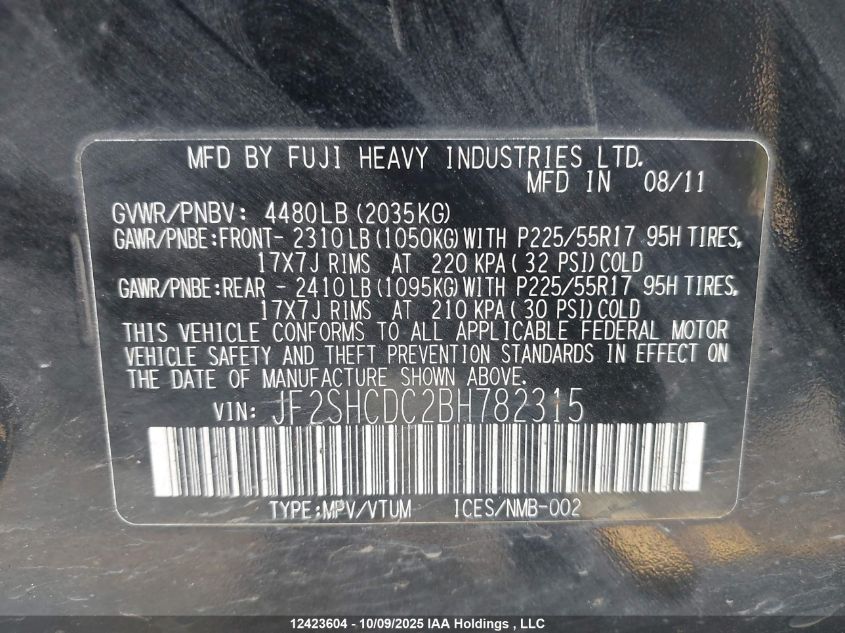 MFD BY FUJI HEAVY INDUSTRIES LTD.
MFD IN 08/11
GVWR/PNBV: 4480LB(2035KG)
GAWR/PNBE:FRONT- 2310LB(1050KG)WITH P225/55R17 95H TIRES,
17X7J RIMS AT 220 KPA(32 PSI)COLD
GAWR/PNBE:REAR - 2410LB(1095KG)WITH P225/55R17 95H TIRES,
17X7J RIMS AT 210 KPA(30 PSI)COLD
THIS VEHICLE CONFORMS TO ALL APPLICABLE FEDERAL MOTOR
VEHICLE SAFETY AND THEFT PREVENTION STANDARDS IN EFFECT ON
THE DATE OF MANUFACTURE SHOWN ABOVE.
VIN: JF2SHCDC2BH782315
TYPE:MPV/VTUM ICES/NMB-002
12423604 - 10/09/2025 IAA Holdings , LLC